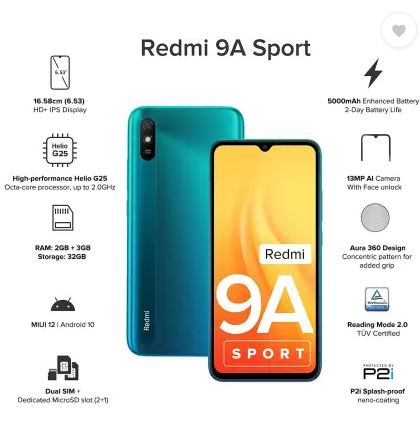 Redmi 9A Sport
6.53"
16.58cm (6.53)
HD+ IPS Display
Helio
G25
High-performance Helio G25
Octa-core processor, up to 2.0GHz
RAM: 2GB + 3GB
Storage: 32GB
MIUI 12 | Android 10
Dual SIM +
Dedicated MicroSD slot (2+1)
Redmi
Redmi
9A
SPORT
5000mAh Enhanced Battery
2-Day Battery Life
13MP AI Camera
With Face unlock
Aura 360 Design
Concentric pattern for
added grip
Reading Mode 2.0
TÜV Certified
PROTECTED BY
P2i
P2i Splash-proof
nano-coating